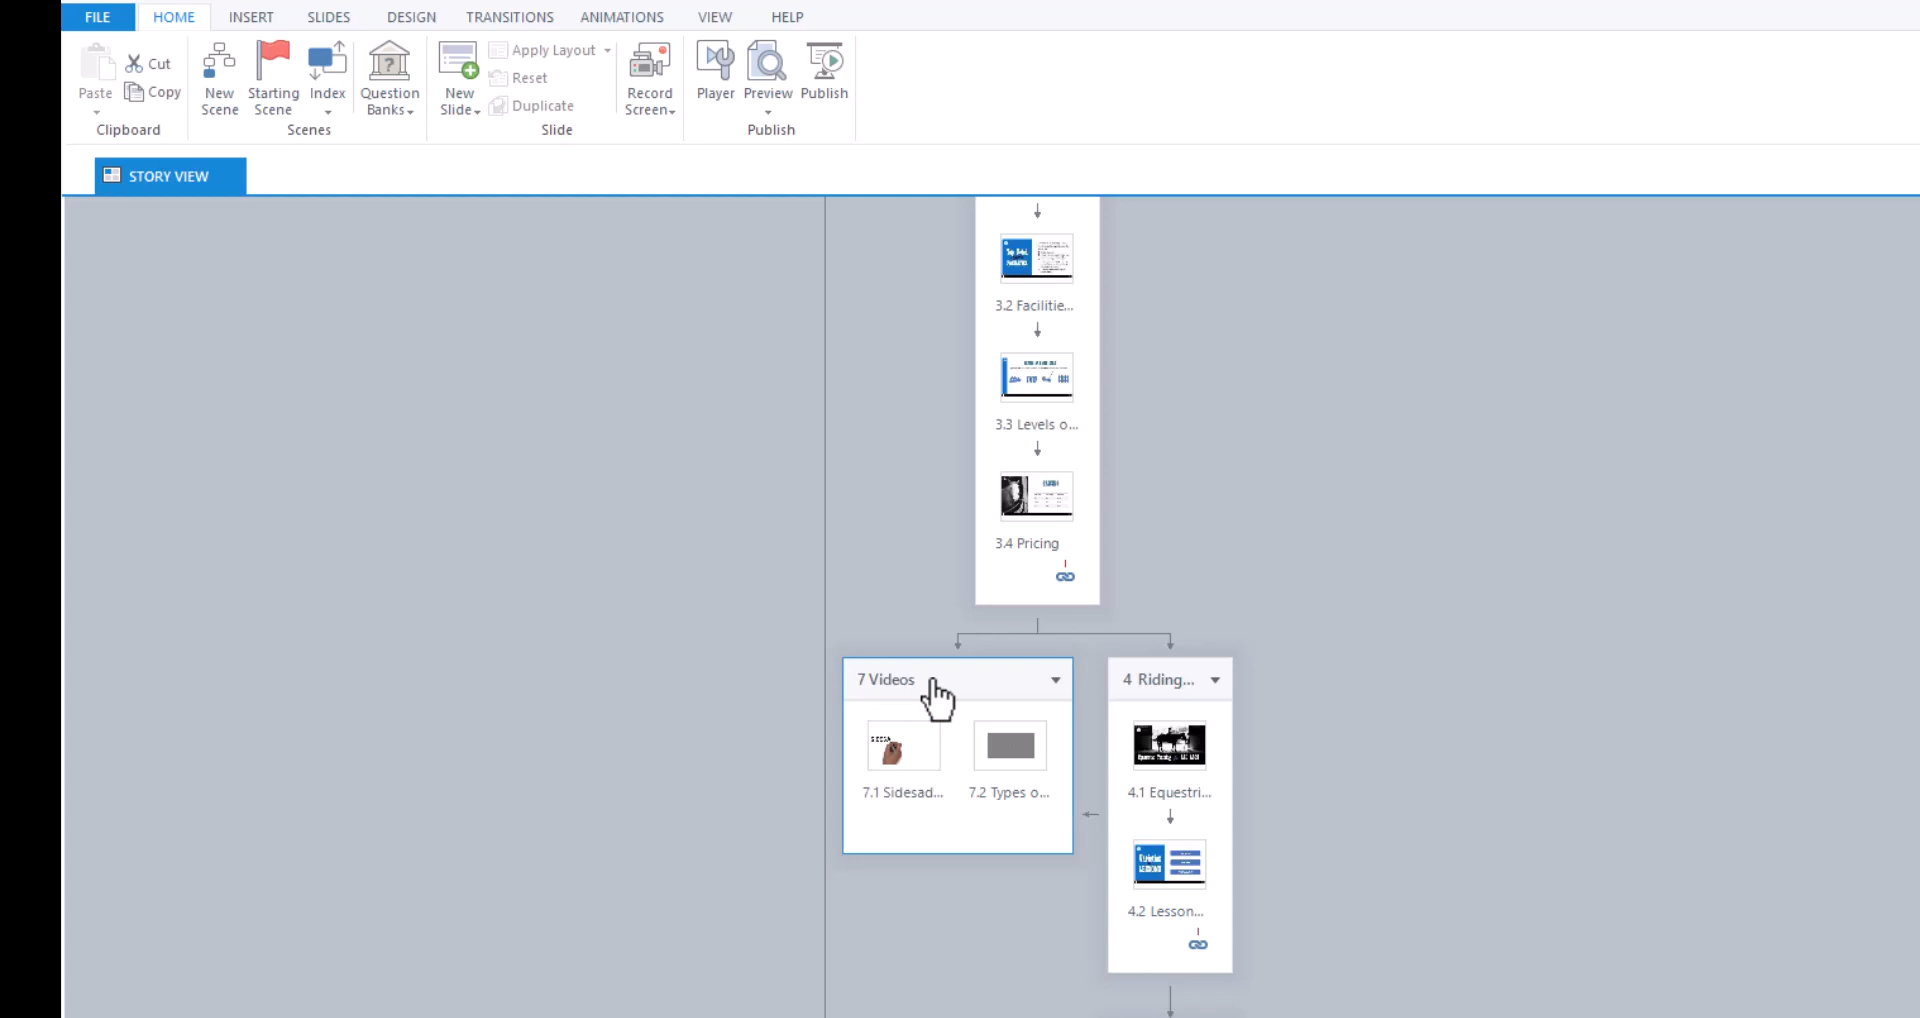 FILE HOME INSERT SLIDES DESIGN TRANSITIONS ANIMATIONS VIEW HELP
Paste
Cut
Copy
Clipboard
New
Scene
Starting
Scene
Index
Question
Banks
Scenes
New
Slide
Apply Layout
Reset
Duplicate
Record
Screen
Slide
Player
Preview
Publish
Publish
STORY VIEW
3.2 Facilitie...
3.3 Levels o...
3.4 Pricing
7 Videos
4 Riding...
7.1 Sidesad...
7.2 Types o...
4.1 Equestri...
4.2 Lesson...